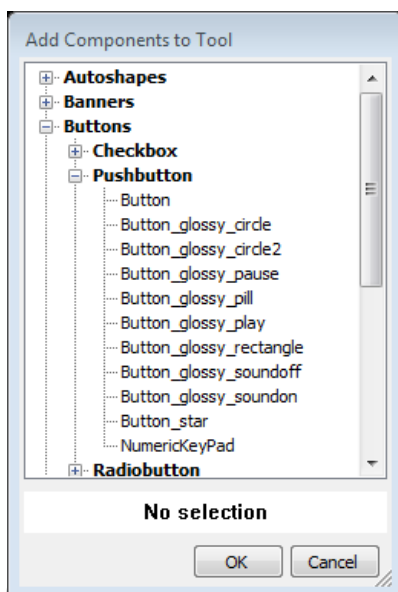 Add Components to Tool
Autoshapes
Banners
Buttons
Checkbox
Pushbutton
Button
Button_glossy_circle
Button_glossy_circle2
Button_glossy_pause
Button_glossy_pill
Button_glossy_play
Button_glossy_rectangle
Button_glossy_soundoff
Button_glossy_soundon
Button_star
NumericKeyPad
Radiobutton
No selection
OK Cancel